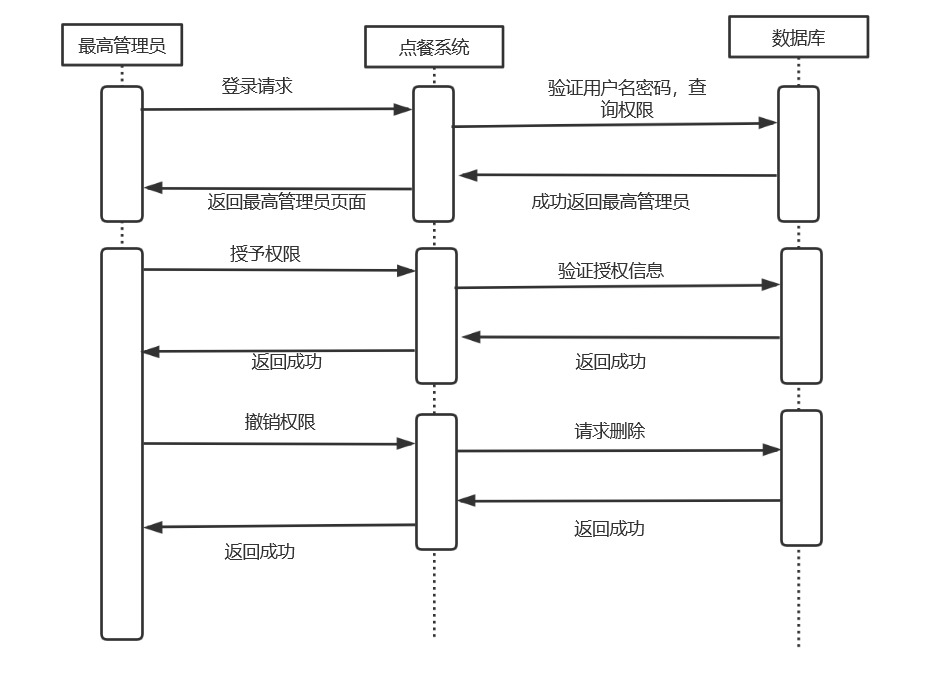 最高管理员
点餐系统
数据库
登录请求
验证用户名密码，查
询权限
返回最高管理员页面
成功返回最高管理员
授予权限
验证授权信息
返回成功
返回成功
撤销权限
请求删除
返回成功
返回成功